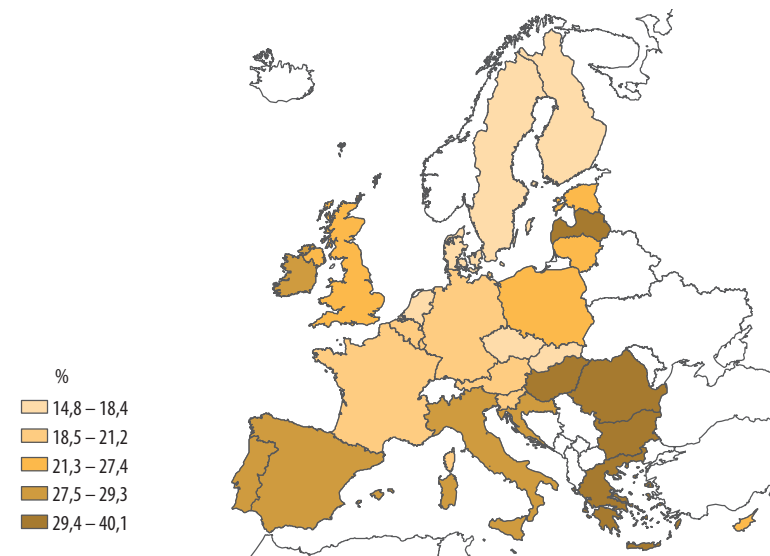 %
14,8 – 18,4
18,5 – 21,2
21,3 – 27,4
27,5 – 29,3
29,4 – 40,1